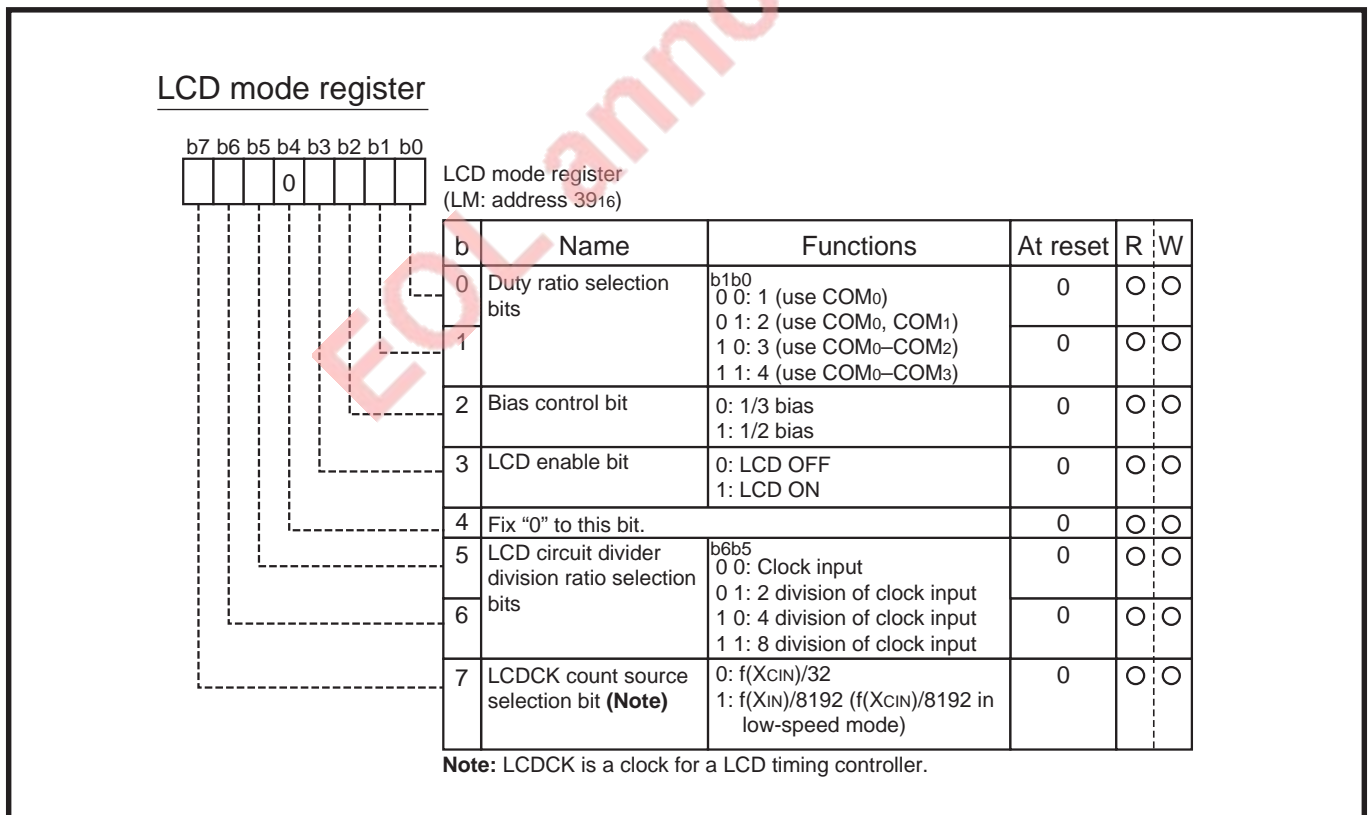 EOL anno
LCD mode register
b7 b6 b5 b4 b3 b2 b1 b0
0
LCD mode register
(LM: address 3916)
b Name Functions At reset R W
0 Duty ratio selection bits
1
b1b0
0 0: 1 (use COM0)
0 1: 2 (use COM0, COM1)
1 0: 3 (use COM0–COM2)
1 1: 4 (use COM0–COM3)
0 ○ ○
0 ○ ○
2 Bias control bit
0: 1/3 bias
1: 1/2 bias
0 ○ ○
3 LCD enable bit
0: LCD OFF
1: LCD ON
0 ○ ○
4 Fix “0” to this bit. 0 ○ ○
5 LCD circuit divider
division ratio selection
6 bits
b6b5
0 0: Clock input
0 1: 2 division of clock input
1 0: 4 division of clock input
1 1: 8 division of clock input
0 ○ ○
0 ○ ○
7 LCDCK count source
selection bit (Note)
0: f(XCIN)/32
1: f(XIN)/8192 (f(XCIN)/8192 in
low-speed mode)
0 ○ ○
Note: LCDCK is a clock for a LCD timing controller.